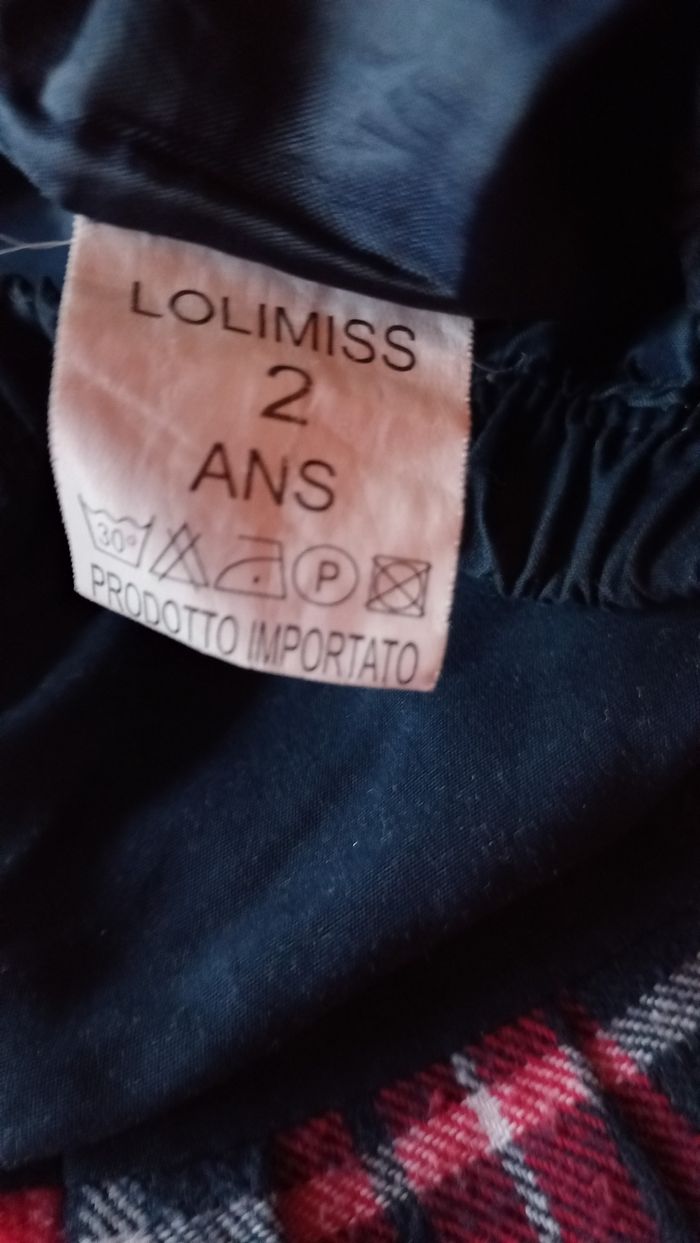 LOLIMISS
2
ANS
30° P
PRODOTTO IMPORTATO